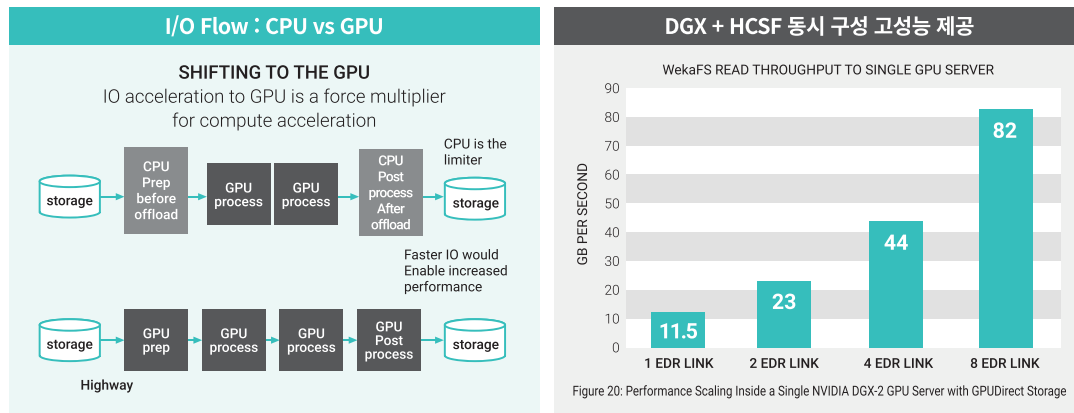 I/O Flow : CPU vs GPU
SHIFTING TO THE GPU
IO acceleration to GPU is a force multiplier
for compute acceleration
storage
CPU
Prep
before
offload
GPU
process
GPU
process
CPU
Post
process
After
offload
CPU is the
limiter
storage
Faster IO would
Enable increased
performance
storage
GPU
prep
GPU
process
GPU
process
GPU
Post
process
storage
Highway
DGX + HCSF 동시 구성 고성능 제공
WekaFS READ THROUGHPUT TO SINGLE GPU SERVER
GB PER SECOND
90
80
70
60
50
40
30
20
10
0
11.5
23
44
82
1 EDR LINK
2 EDR LINK
4 EDR LINK
8 EDR LINK
Figure 20: Performance Scaling Inside a Single NVIDIA DGX-2 GPU Server with GPUDirect Storage